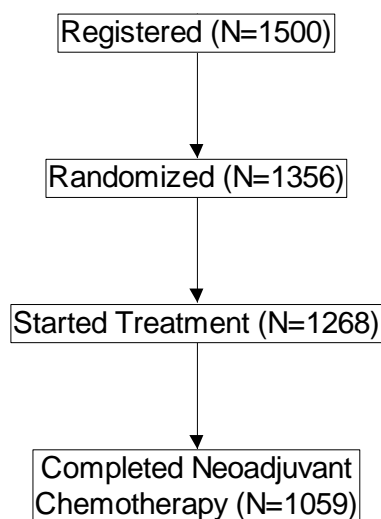 Registered (N=1500)
Randomized (N=1356)
Started Treatment (N=1268)
Completed Neoadjuvant
Chemotherapy (N=1059)